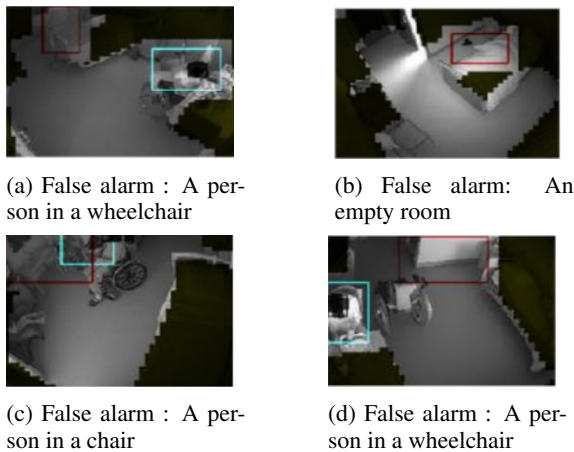 (a) False alarm : A per-
son in a wheelchair
(b) False alarm: An
empty room
(c) False alarm : A per-
son in a chair
(d) False alarm : A per-
son in a wheelchair